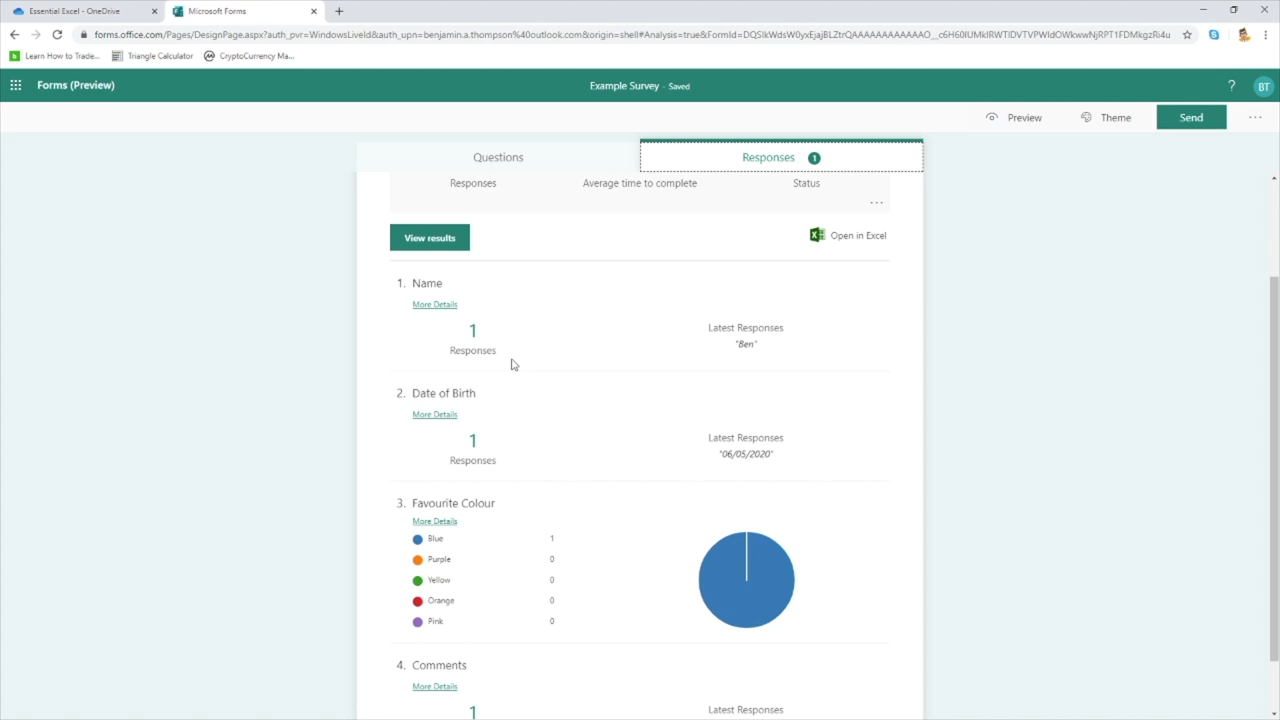 Essential Excel - OneDrive
Microsoft Forms
Learn How to Trade...
Triangle Calculator
CryptoCurrency Ma...
Forms (Preview)
Example Survey - Saved
?
BT
Preview
Theme
Send
...
Questions
Responses 1
Responses
Average time to complete
Status
...
View results
Open in Excel
1. Name
More Details
1
Responses
Latest Responses
"Ben"
2. Date of Birth
More Details
1
Responses
Latest Responses
"06/05/2020"
3. Favourite Colour
More Details
Blue 1
Purple 0
Yellow 0
Orange 0
Pink 0
4. Comments
More Details
1
Latest Responses